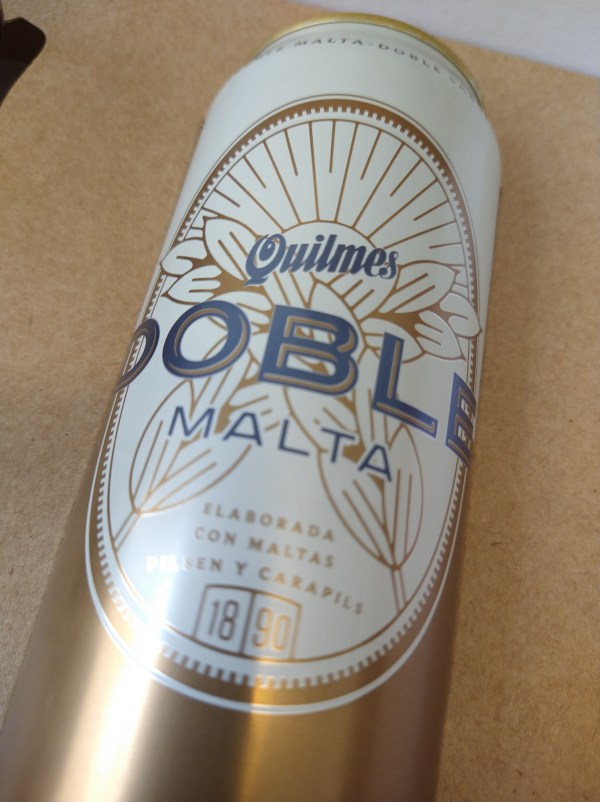 MALTA-DOBLE
Quilmes
DOBLE
MALTA
ELABORADA
CON MALTAS
PILSEN Y CARAPILS
18 90